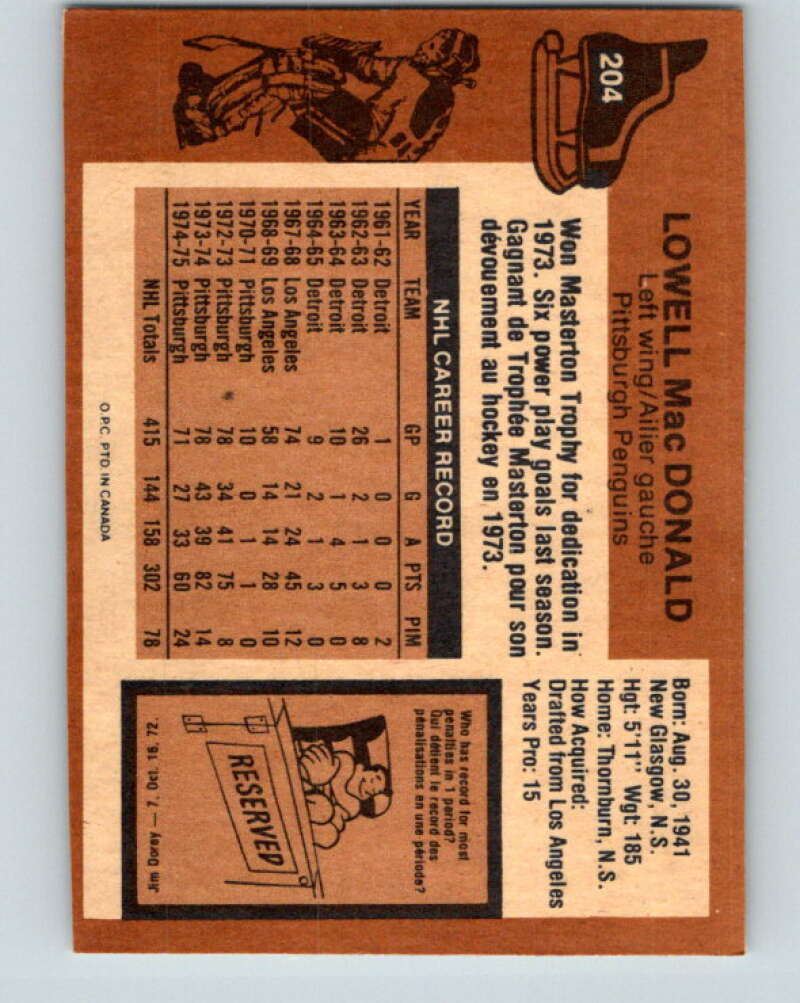 204
LOWELL Mac DONALD
Left wing/Ailier gauche
Pittsburgh Penguins
Born: Aug. 30, 1941
New Glasgow, N.S.
Hgt: 5'11" Wgt: 185
Home: Thornburn, N.S.
How Acquired:
Drafted from Los Angeles
Years Pro: 15
Won Masterton Trophy for dedication in
1973. Six power play goals last season.
Gagnant de Trophée Masterton pour son
dévouement au hockey en 1973.
NHL CAREER RECORD
YEAR TEAM GP G A PTS PIM
1961-62 Detroit 1 0 0 0 2
1962-63 Detroit 26 2 1 3 8
1963-64 Detroit 10 1 4 5 0
1964-65 Detroit 9 2 1 3 0
1967-68 Los Angeles 74 21 24 45 12
1968-69 Los Angeles 58 14 14 28 10
1970-71 Pittsburgh 10 0 1 1 0
1972-73 Pittsburgh 78 34 41 75 8
1973-74 Pittsburgh 78 43 39 82 14
1974-75 Pittsburgh 71 27 33 60 24
NHL Totals 415 144 158 302 78
Who has record for most
penalties in 1 period?
Qui détient le record des
pénalisations en une période?
RESERVED
Jim Dorey — 7, Oct. 16, '72.
O.P.C. PTD. IN CANADA